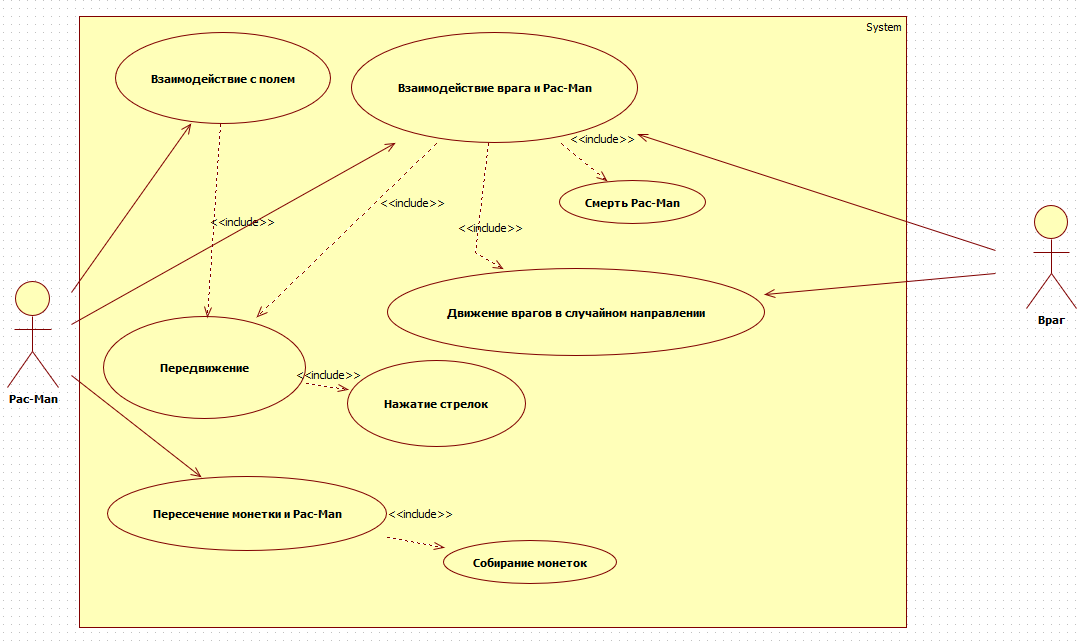 System
Взаимодействие с полем
Взаимодействие врага и Pac-Man
<<include>>
Смерть Pac-Man
<<include>>
<<include>>
<<include>>
Движение врагов в случайном направлении
Враг
Передвижение
<<include>>
Нажатие стрелок
Pac-Man
Пересечение монетки и Pac-Man
<<include>>
Собирание монеток